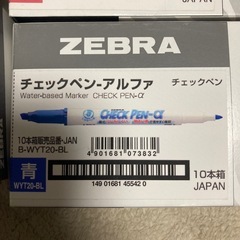 JAPAN
ZEBRA
チェックペン-アルファ
チェックペン
Water-based Marker CHECK PEN-α
CHECK PEN-α
10本箱販売品番・JAN
B-WYT20-BL
4 901681 073832
青
WYT20-BL
149 01681 45542 0
10本箱
JAPAN